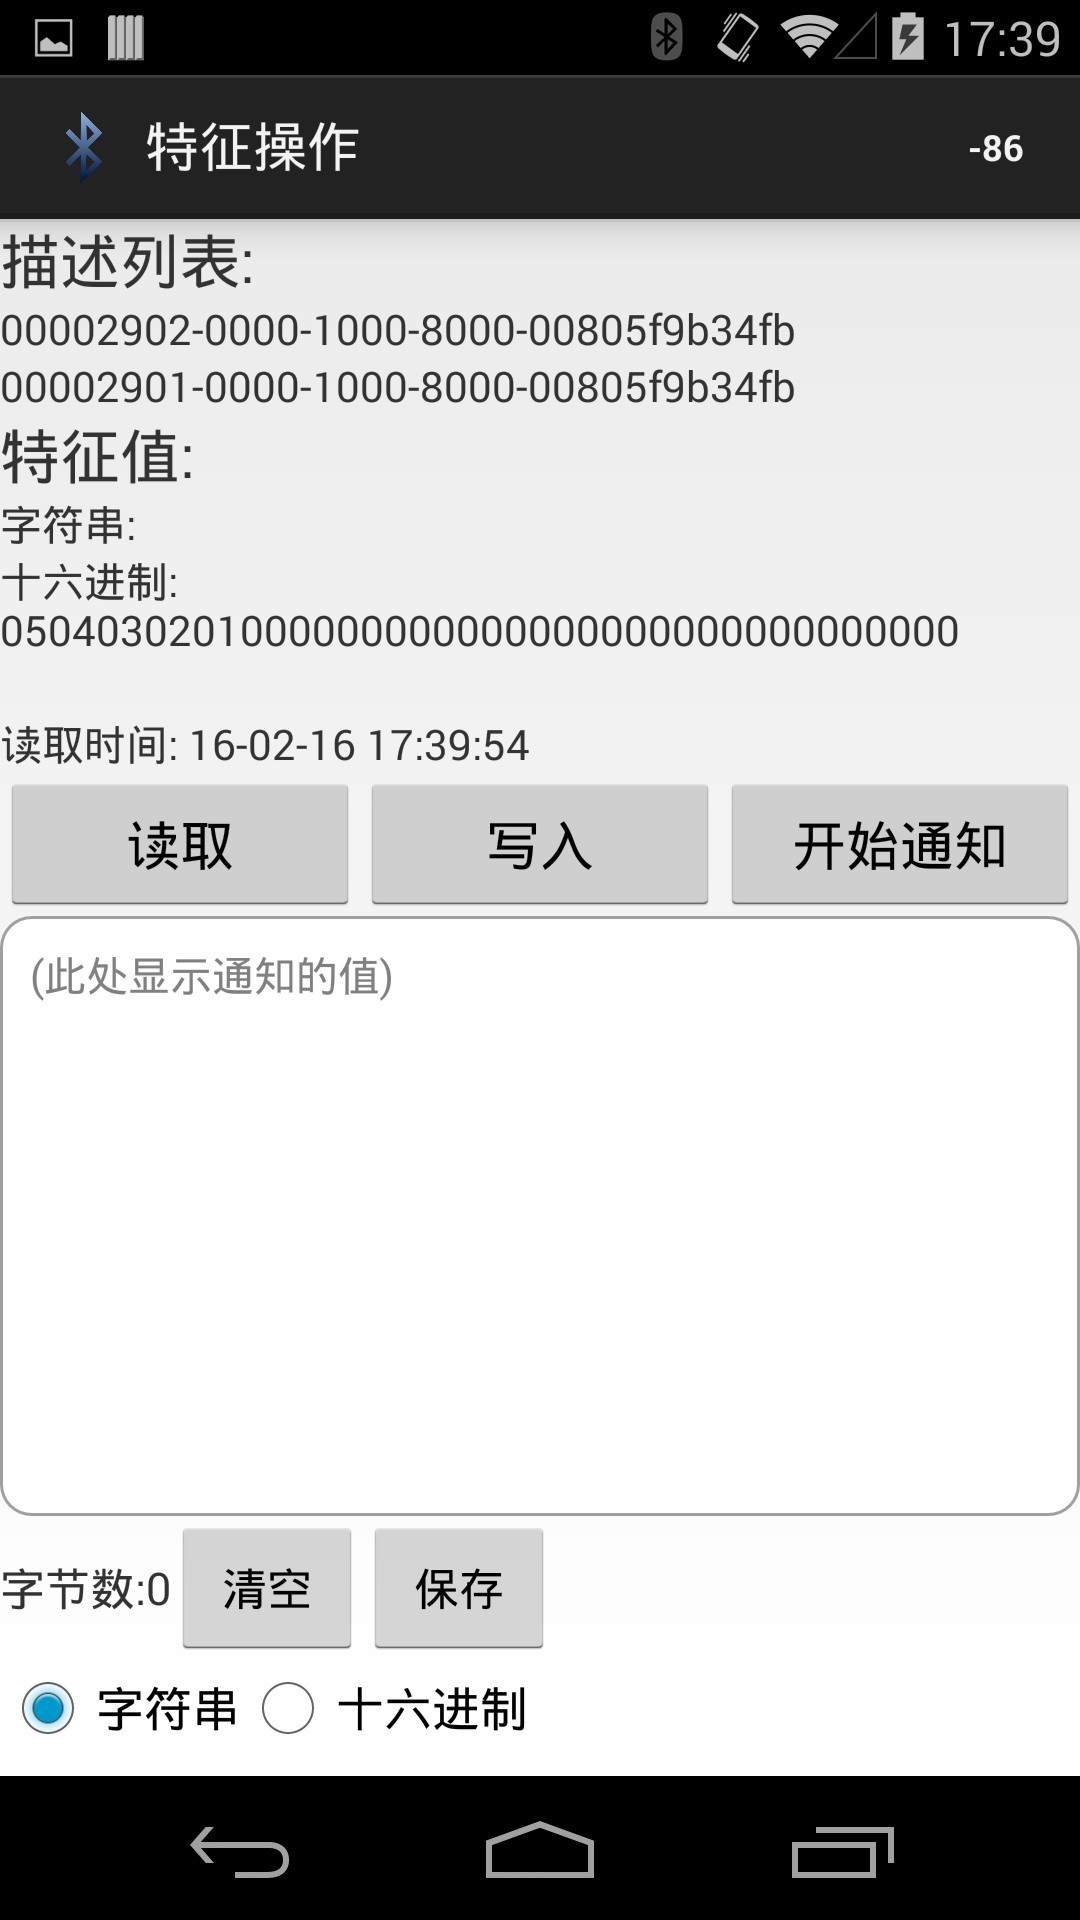 17:39
特征操作
-86
描述列表:
00002902-0000-1000-8000-00805f9b34fb
00002901-0000-1000-8000-00805f9b34fb
特征值:
字符串:
十六进制:
0504030201000000000000000000000000000000
读取时间: 16-02-16 17:39:54
读取 写入 开始通知
(此处显示通知的值)
字节数:0 清空 保存
字符串 十六进制